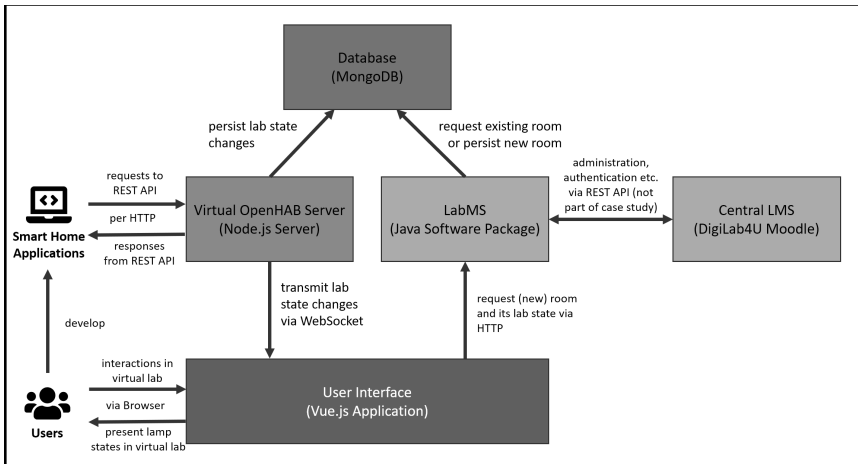 Database
(MongoDB)
persist lab state
changes
request existing room
or persist new room
requests to
REST API
per HTTP
responses
from REST API
Smart Home
Applications
Virtual OpenHAB Server
(Node.js Server)
LabMS
(Java Software Package)
administration,
authentication etc.
via REST API (not
part of case study)
Central LMS
(DigiLab4U Moodle)
develop
transmit lab
state changes
via WebSocket
request (new) room
and its lab state via
HTTP
interactions in
virtual lab
via Browser
present lamp
states in virtual lab
Users
User Interface
(Vue.js Application)